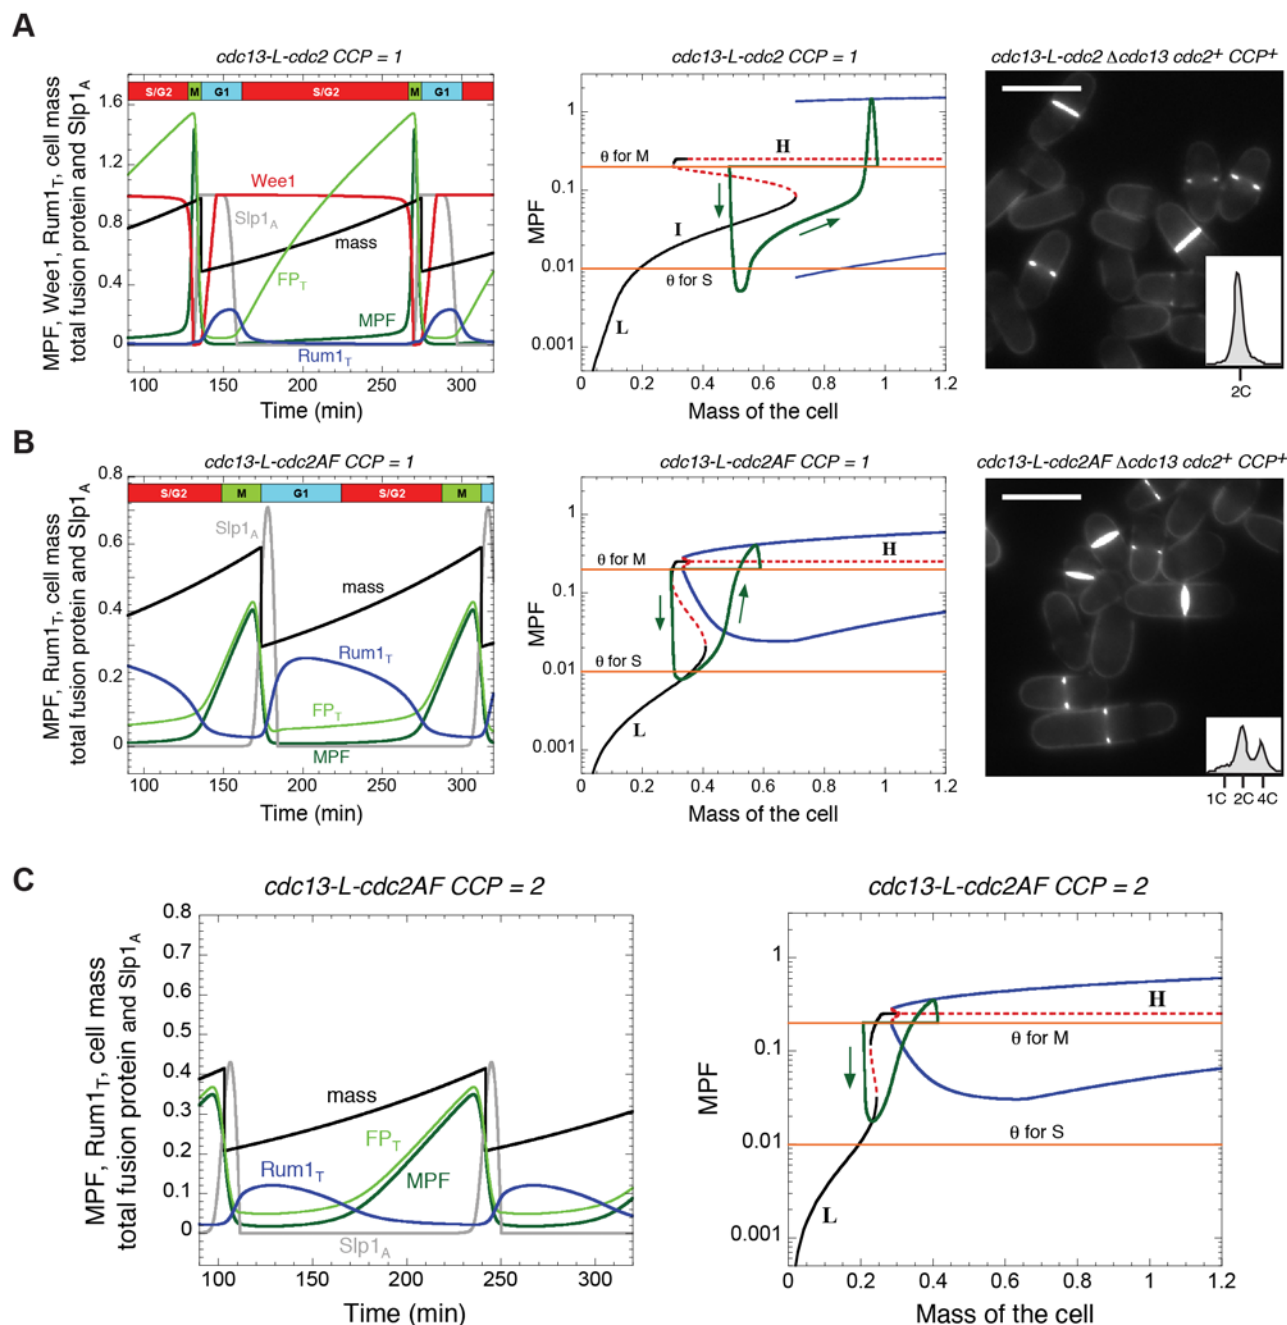 A
cdc13-L-cdc2 CCP = 1
MPF, Wee1, Rum1T, cell mass
total fusion protein and Slp1A
S/G2 M G1 S/G2 M G1
1.6
1.2
0.8
0.4
0
Wee1
Slp1A
mass
FPT
MPF
Rum1T
100 150 200 250 300
Time (min)
cdc13-L-cdc2 CCP = 1
MPF
1
0.1
0.01
0.001
H
θ for M
I
θ for S
L
0 0.2 0.4 0.6 0.8 1 1.2
Mass of the cell
cdc13-L-cdc2 Δcdc13 cdc2+ CCP+
2C
B
cdc13-L-cdc2AF CCP = 1
MPF, Rum1T, cell mass
total fusion protein and Slp1A
0.8
S/G2 M G1 S/G2 M
0.6
0.4
0.2
0
Slp1A
mass
Rum1T
FPT
MPF
100 150 200 250 300
Time (min)
cdc13-L-cdc2AF CCP = 1
MPF
1
0.1
0.01
0.001
H
θ for M
θ for S
L
0 0.2 0.4 0.6 0.8 1 1.2
Mass of the cell
cdc13-L-cdc2AF Δcdc13 cdc2+ CCP+
1C 2C 4C
C
cdc13-L-cdc2AF CCP = 2
MPF, Rum1T, cell mass
total fusion protein and Slp1A
0.8
0.7
0.6
0.5
0.4
0.3
0.2
0.1
0
mass
FPT
Rum1T
MPF
Slp1A
100 150 200 250 300
Time (min)
cdc13-L-cdc2AF CCP = 2
MPF
1
0.1
0.01
0.001
H
θ for M
θ for S
L
0 0.2 0.4 0.6 0.8 1 1.2
Mass of the cell